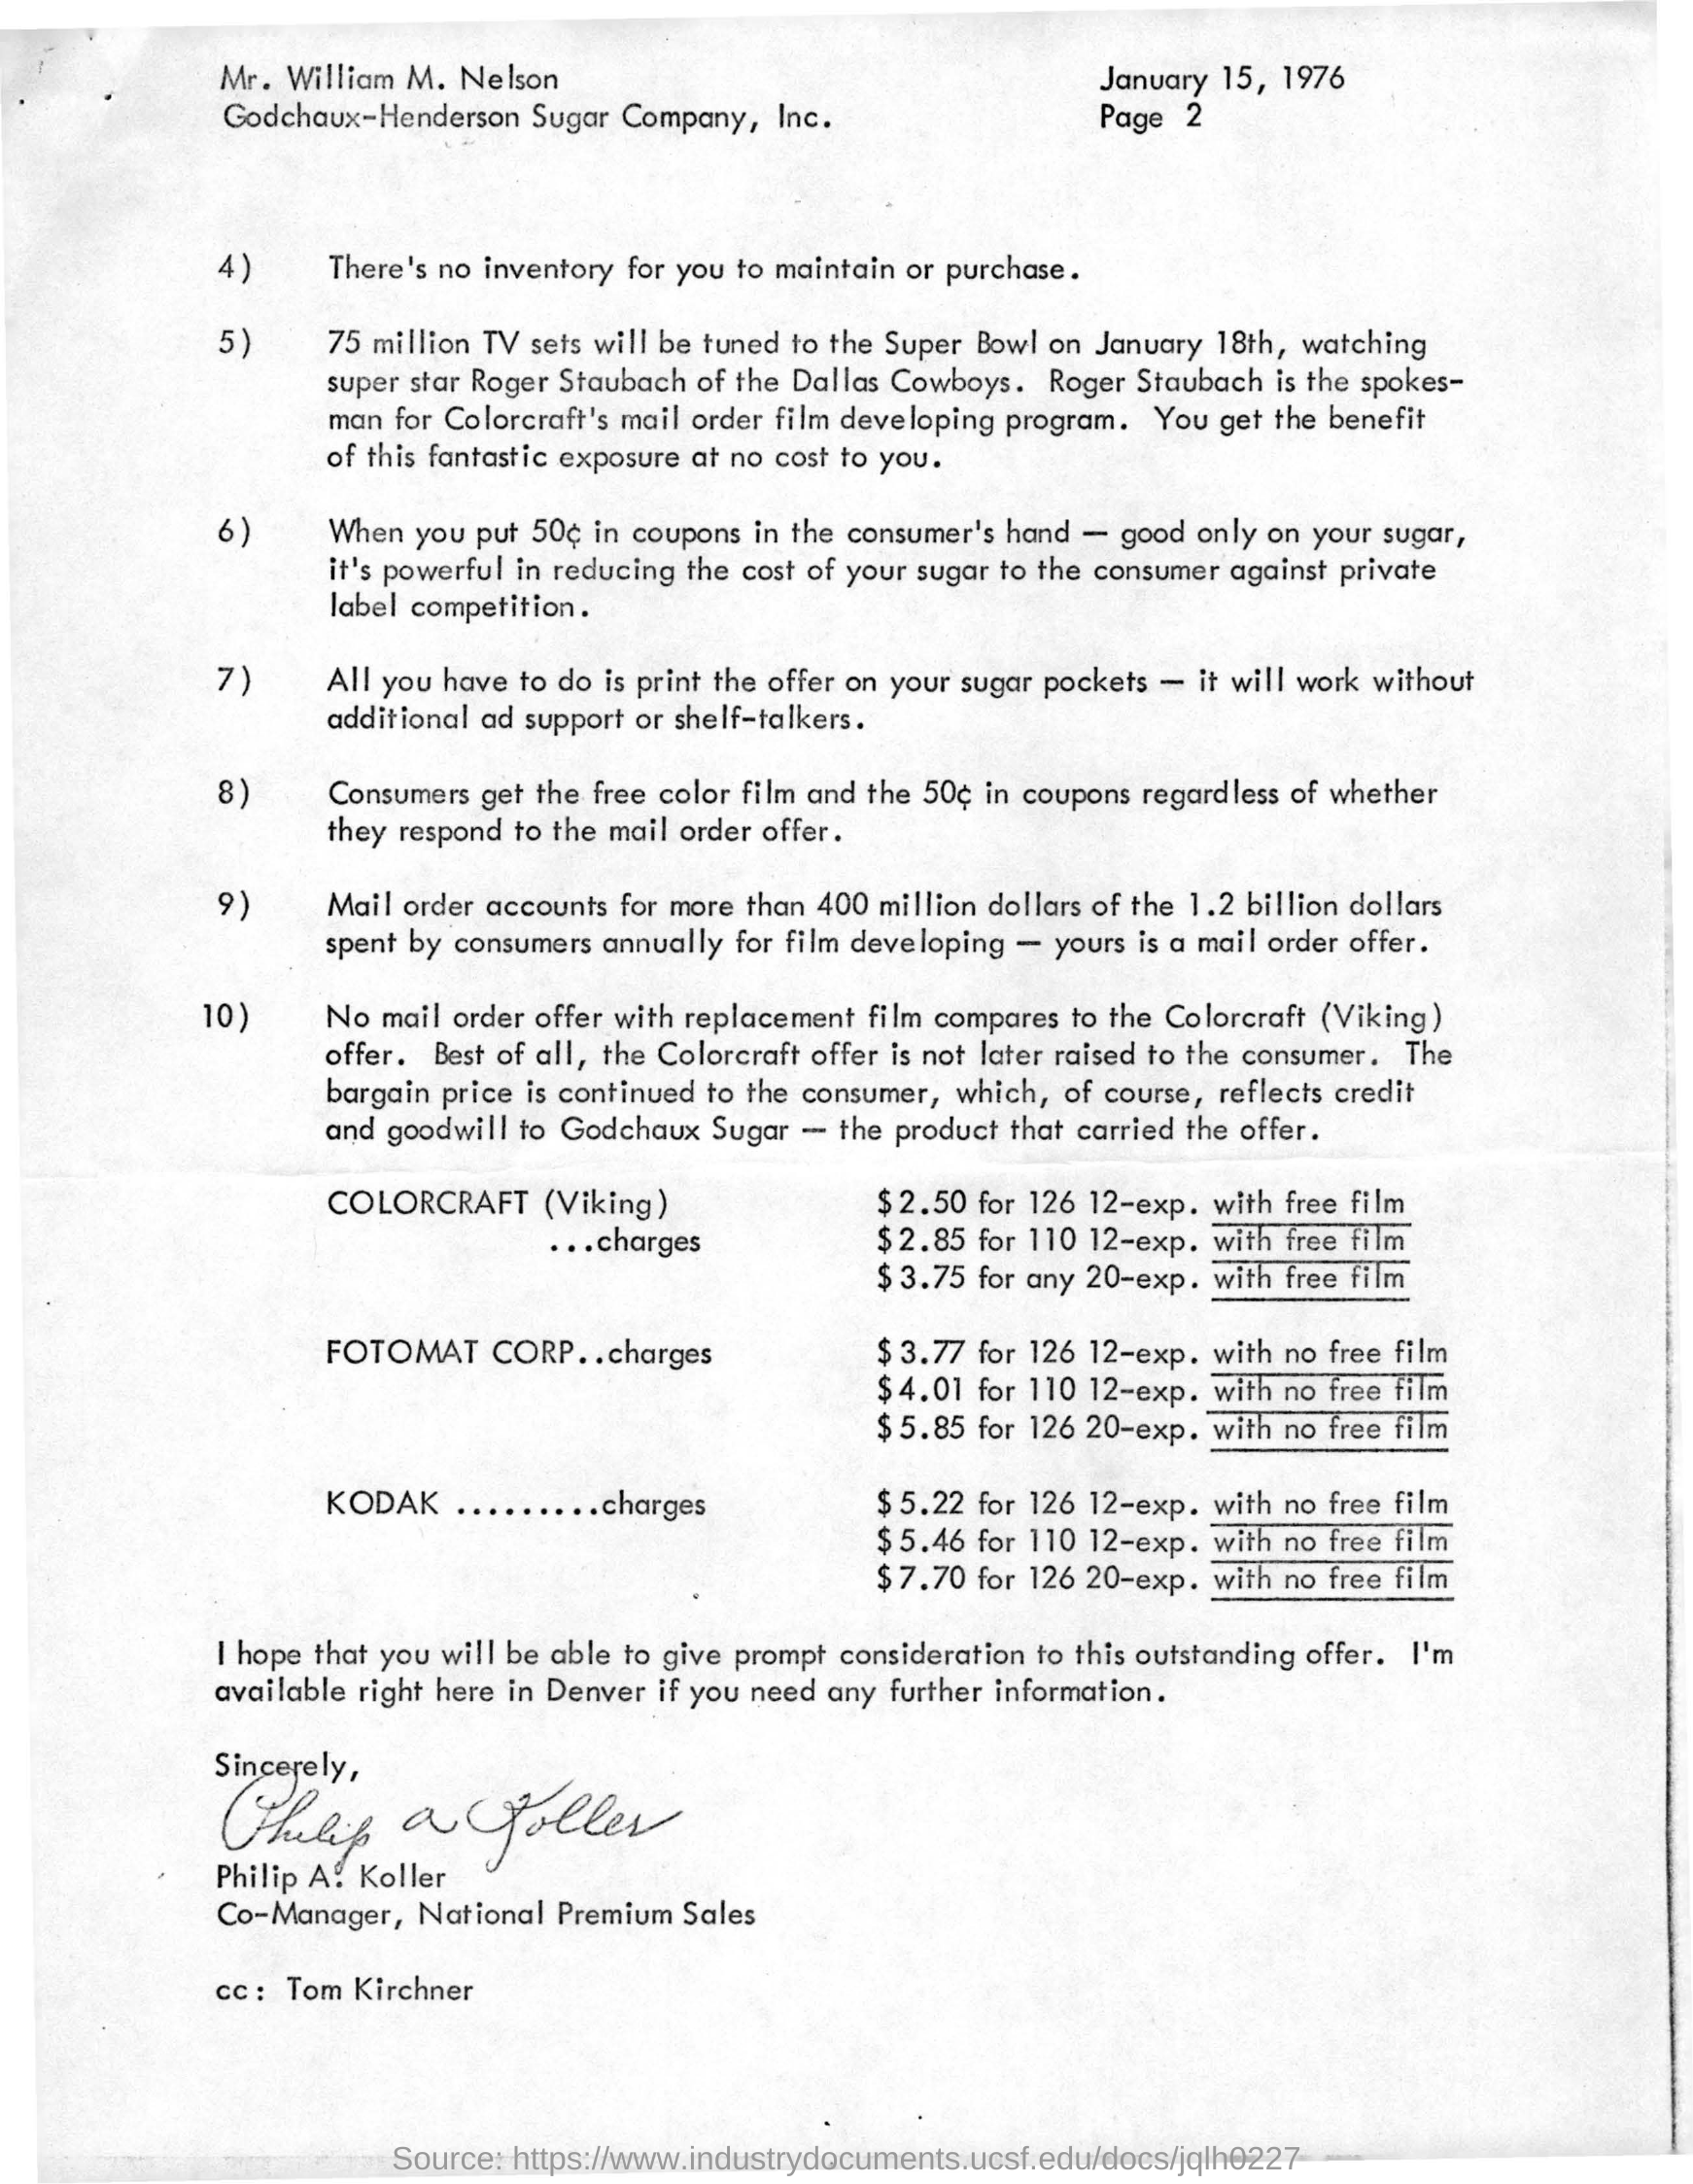 Mr. William M. Nelson
January 15, 1976
Godchaux-Henderson Sugar Company, Inc.
Page 2
4) There's no inventory for you to maintain or purchase.
5) 75 million TV sets will be tuned to the Super Bowl on January 18th, watching
super star Roger Staubach of the Dallas Cowboys. Roger Staubach is the spokes-
man for Colorcraft's mail order film developing program. You get the benefit
of this fantastic exposure at no cost to you.
6) When you put 50¢ in coupons in the consumer's hand — good only on your sugar,
it's powerful in reducing the cost of your sugar to the consumer against private
label competition.
7) All you have to do is print the offer on your sugar pockets — it will work without
additional ad support or shelf-talkers.
8) Consumers get the free color film and the 50¢ in coupons regardless of whether
they respond to the mail order offer.
9) Mail order accounts for more than 400 million dollars of the 1.2 billion dollars
spent by consumers annually for film developing — yours is a mail order offer.
10) No mail order offer with replacement film compares to the Colorcraft (Viking)
offer. Best of all, the Colorcraft offer is not later raised to the consumer. The
bargain price is continued to the consumer, which, of course, reflects credit
and goodwill to Godchaux Sugar — the product that carried the offer.
COLORCRAFT (Viking) $2.50 for 126 12-exp. with free film
...charges $2.85 for 110 12-exp. with free film
$3.75 for any 20-exp. with free film
FOTOMAT CORP..charges $3.77 for 126 12-exp. with no free film
$4.01 for 110 12-exp. with no free film
$5.85 for 126 20-exp. with no free film
KODAK .........charges $5.22 for 126 12-exp. with no free film
$5.46 for 110 12-exp. with no free film
$7.70 for 126 20-exp. with no free film
I hope that you will be able to give prompt consideration to this outstanding offer. I'm
available right here in Denver if you need any further information.
Sincerely,
Philip A Koller
Philip A. Koller
Co-Manager, National Premium Sales
cc: Tom Kirchner
Source: https://www.industrydocuments.ucsf.edu/docs/jqlh0227